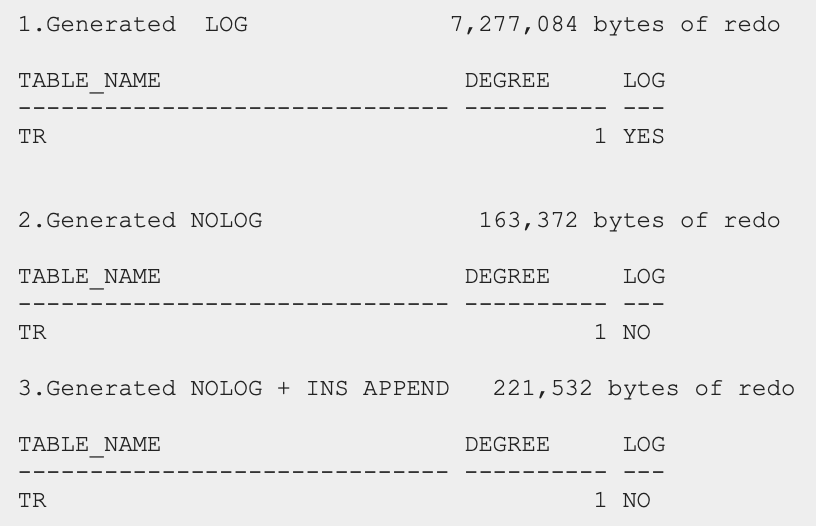 1.Generated  LOG              7,277,084 bytes of redo
TABLE_NAME                     DEGREE     LOG
------------------------------ ---------- ---
TR                                      1 YES
2.Generated NOLOG               163,372 bytes of redo
TABLE_NAME                     DEGREE     LOG
------------------------------ ---------- ---
TR                                      1 NO
3.Generated NOLOG + INS APPEND   221,532 bytes of redo
TABLE_NAME                     DEGREE     LOG
------------------------------ ---------- ---
TR                                      1 NO